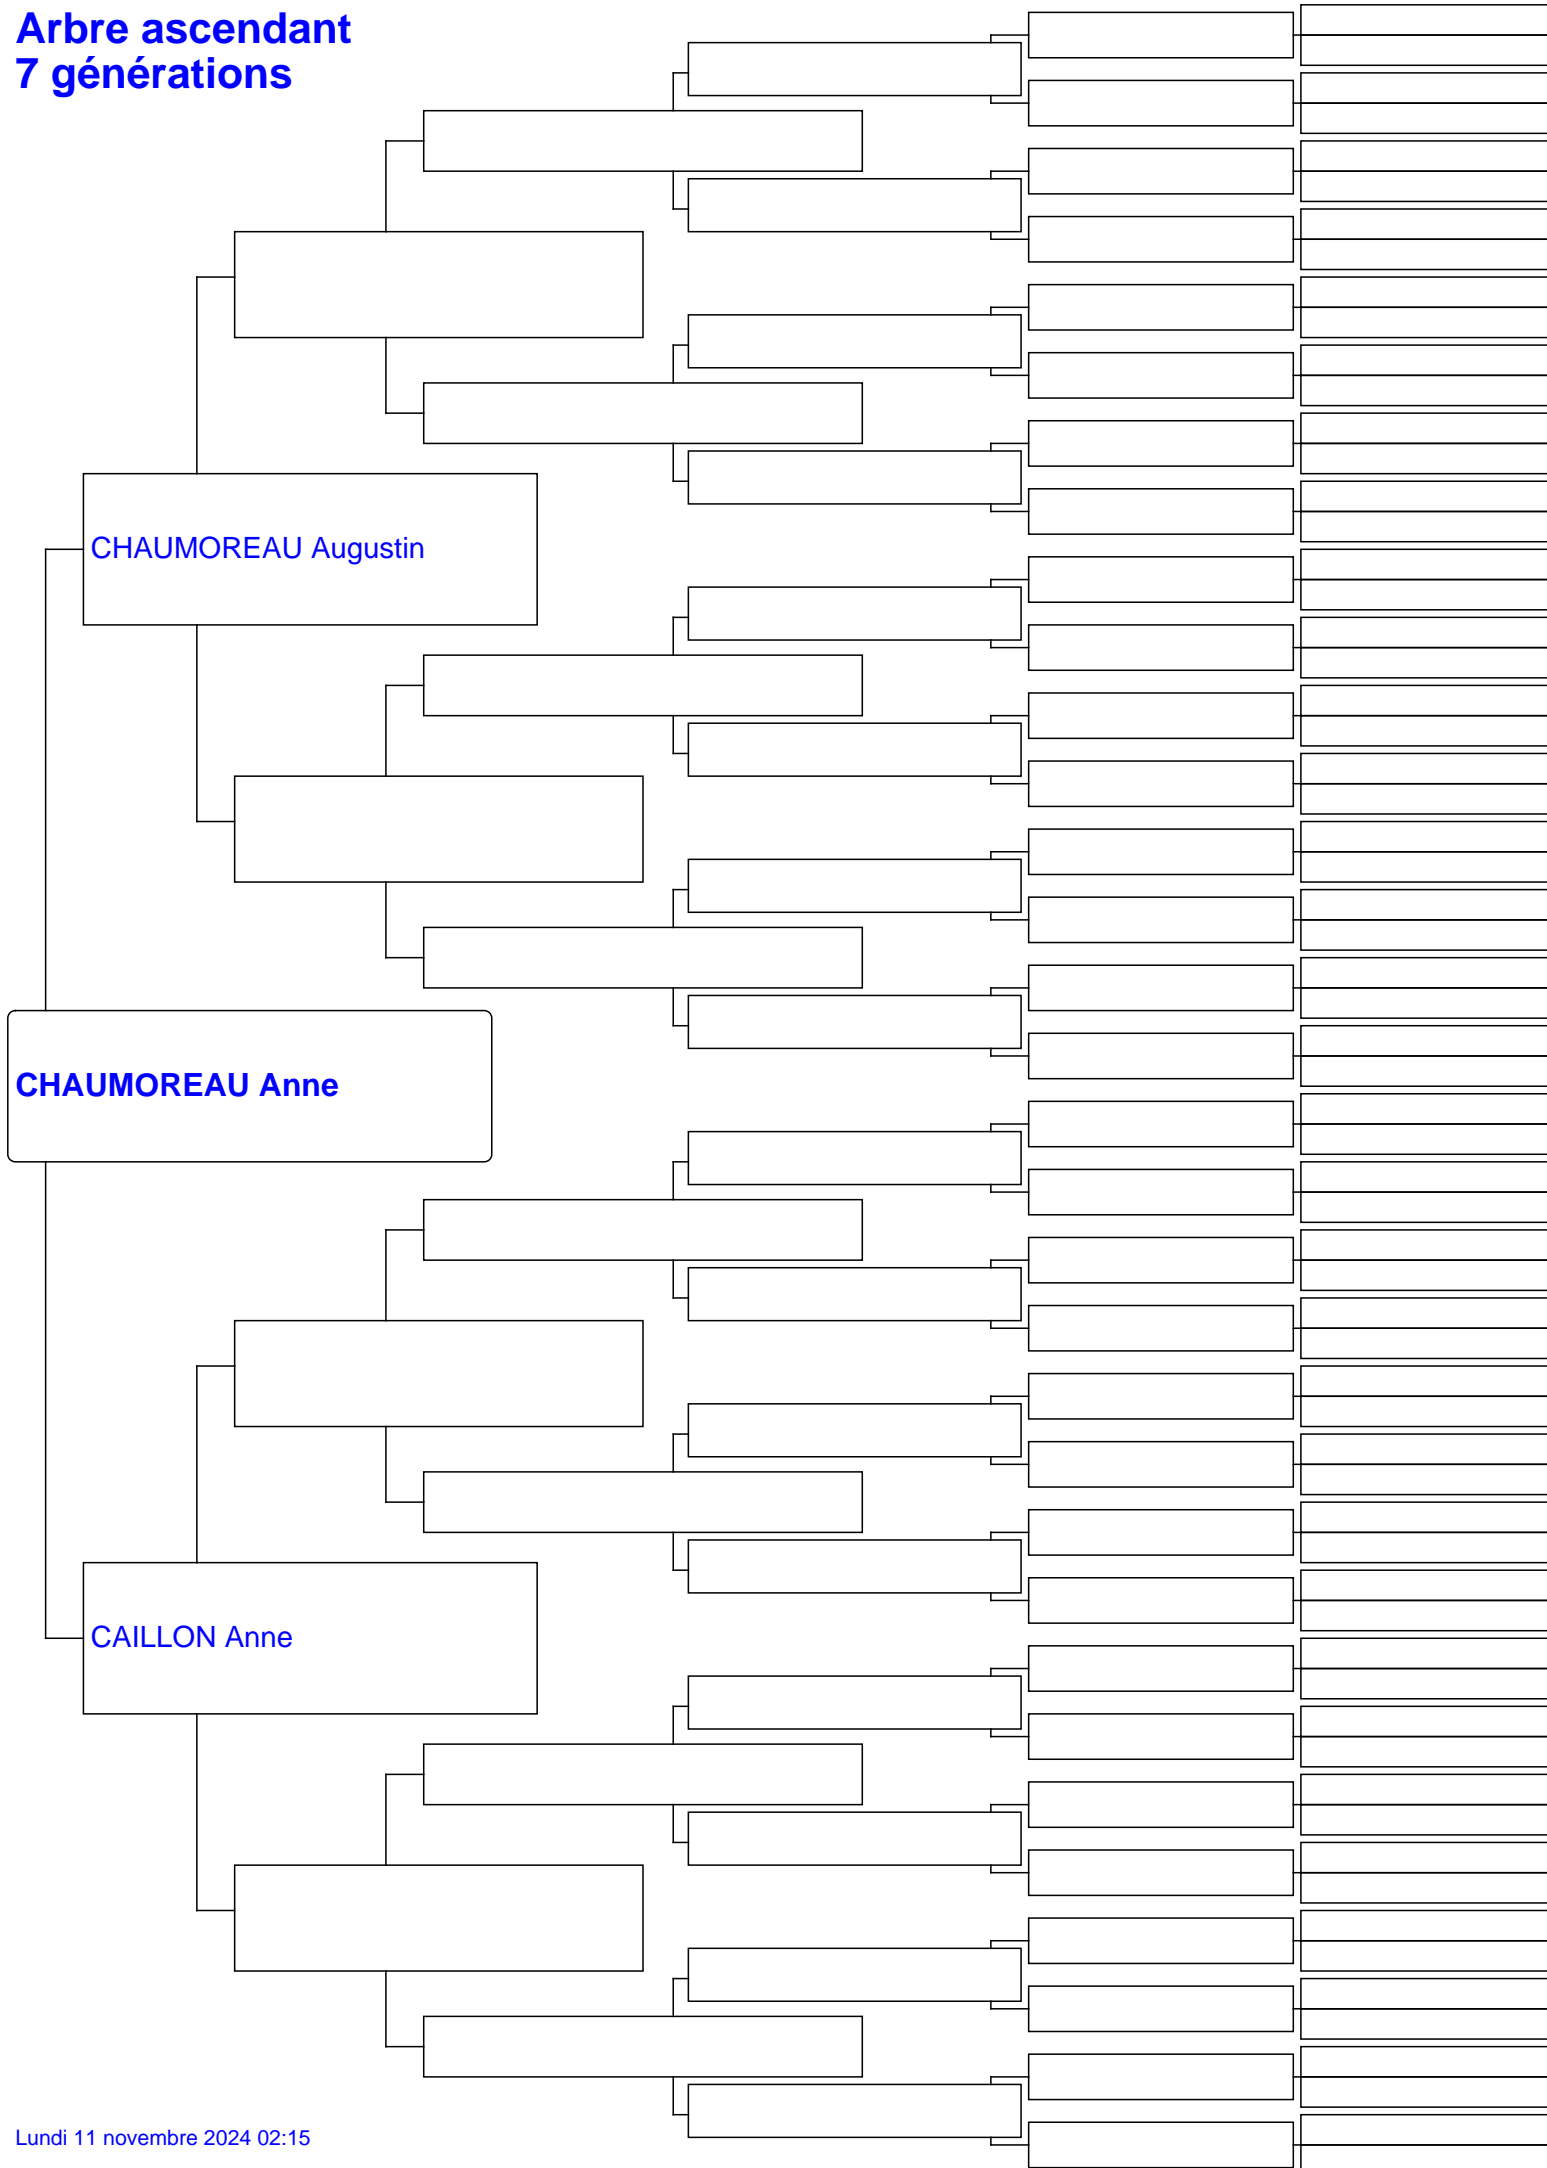 Arbre ascendant
7 générations
CHAUMOREAU Augustin
CHAUMOREAU Anne
CAILLON Anne
Lundi 11 novembre 2024 02:15